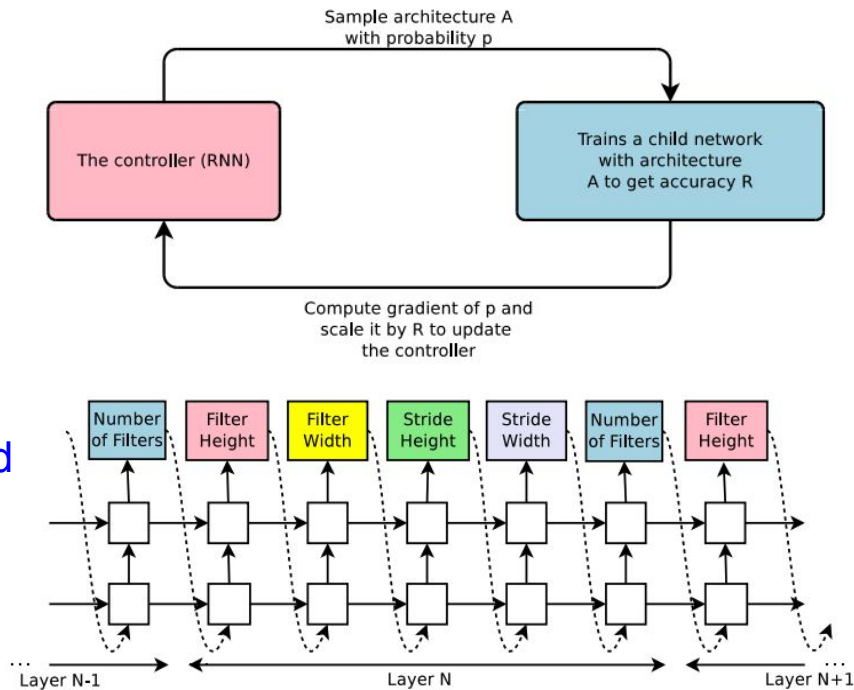 Sample architecture A
with probability p
The controller (RNN)
Trains a child network
with architecture
A to get accuracy R
Compute gradient of p and
scale it by R to update
the controller
Number
of Filters
Filter
Height
Filter
Width
Stride
Height
Stride
Width
Number
of Filters
Filter
Height
d
... Layer N-1
Layer N
Layer N+1 ...